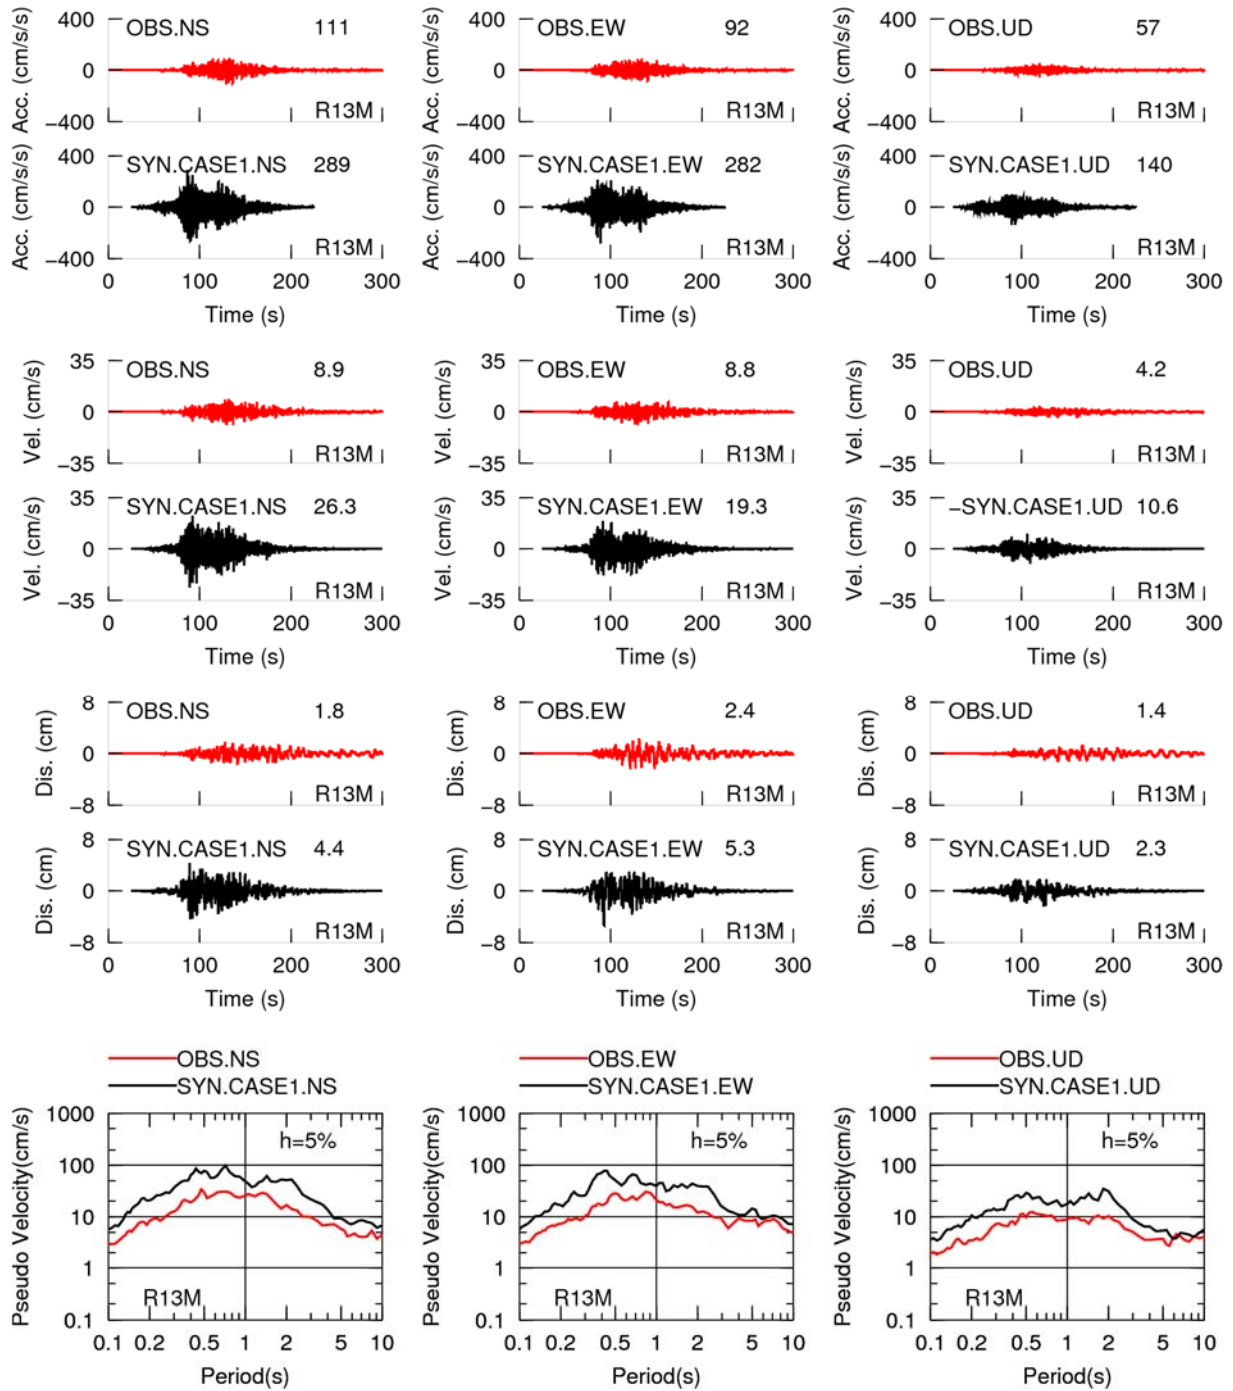 400 OBS.NS 111
Acc. (cm/s/s)
0
−400 R13M
400 OBS.EW 92
Acc. (cm/s/s)
0
−400 R13M
400 OBS.UD 57
Acc. (cm/s/s)
0
−400 R13M
400 SYN.CASE1.NS 289
Acc. (cm/s/s)
0
−400 R13M
0 100 200 300
Time (s)
400 SYN.CASE1.EW 282
Acc. (cm/s/s)
0
−400 R13M
0 100 200 300
Time (s)
400 SYN.CASE1.UD 140
Acc. (cm/s/s)
0
−400 R13M
0 100 200 300
Time (s)
35 OBS.NS 8.9
Vel. (cm/s)
0
−35 R13M
35 OBS.EW 8.8
Vel. (cm/s)
0
−35 R13M
35 OBS.UD 4.2
Vel. (cm/s)
0
−35 R13M
35 SYN.CASE1.NS 26.3
Vel. (cm/s)
0
−35 R13M
0 100 200 300
Time (s)
35 SYN.CASE1.EW 19.3
Vel. (cm/s)
0
−35 R13M
0 100 200 300
Time (s)
35 −SYN.CASE1.UD 10.6
Vel. (cm/s)
0
−35 R13M
0 100 200 300
Time (s)
8 OBS.NS 1.8
Dis. (cm)
0
−8 R13M
8 OBS.EW 2.4
Dis. (cm)
0
−8 R13M
8 OBS.UD 1.4
Dis. (cm)
0
−8 R13M
8 SYN.CASE1.NS 4.4
Dis. (cm)
0
−8 R13M
0 100 200 300
Time (s)
8 SYN.CASE1.EW 5.3
Dis. (cm)
0
−8 R13M
0 100 200 300
Time (s)
8 SYN.CASE1.UD 2.3
Dis. (cm)
0
−8 R13M
0 100 200 300
Time (s)
OBS.NS
SYN.CASE1.NS
Pseudo Velocity(cm/s)
1000
h=5%
100
10
1
R13M
0.1
0.1 0.2 0.5 1 2 5 10
Period(s)
OBS.EW
SYN.CASE1.EW
Pseudo Velocity(cm/s)
1000
h=5%
100
10
1
R13M
0.1
0.1 0.2 0.5 1 2 5 10
Period(s)
OBS.UD
SYN.CASE1.UD
Pseudo Velocity(cm/s)
1000
h=5%
100
10
1
R13M
0.1
0.1 0.2 0.5 1 2 5 10
Period(s)